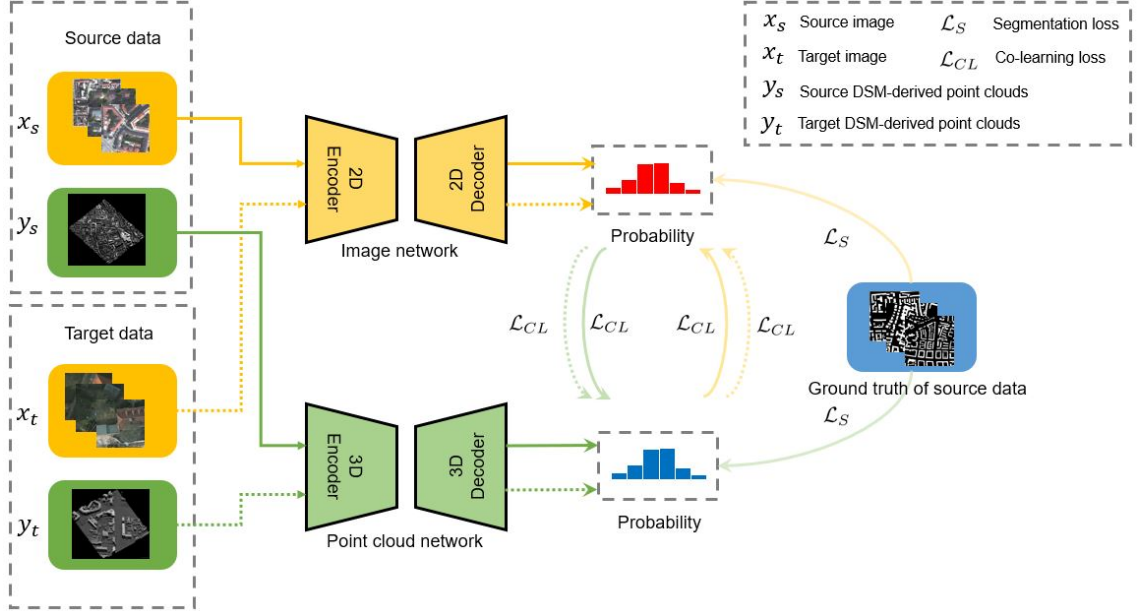 Source data
x_s
y_s
Target data
x_t
y_t
2D
Encoder
2D
Decoder
Image network
3D
Encoder
3D
Decoder
Point cloud network
Probability
ℒ_CL
ℒ_CL
ℒ_CL
ℒ_CL
Probability
ℒ_S
Ground truth of source data
ℒ_S
x_s Source image ℒ_S Segmentation loss
x_t Target image ℒ_CL Co-learning loss
y_s Source DSM-derived point clouds
y_t Target DSM-derived point clouds